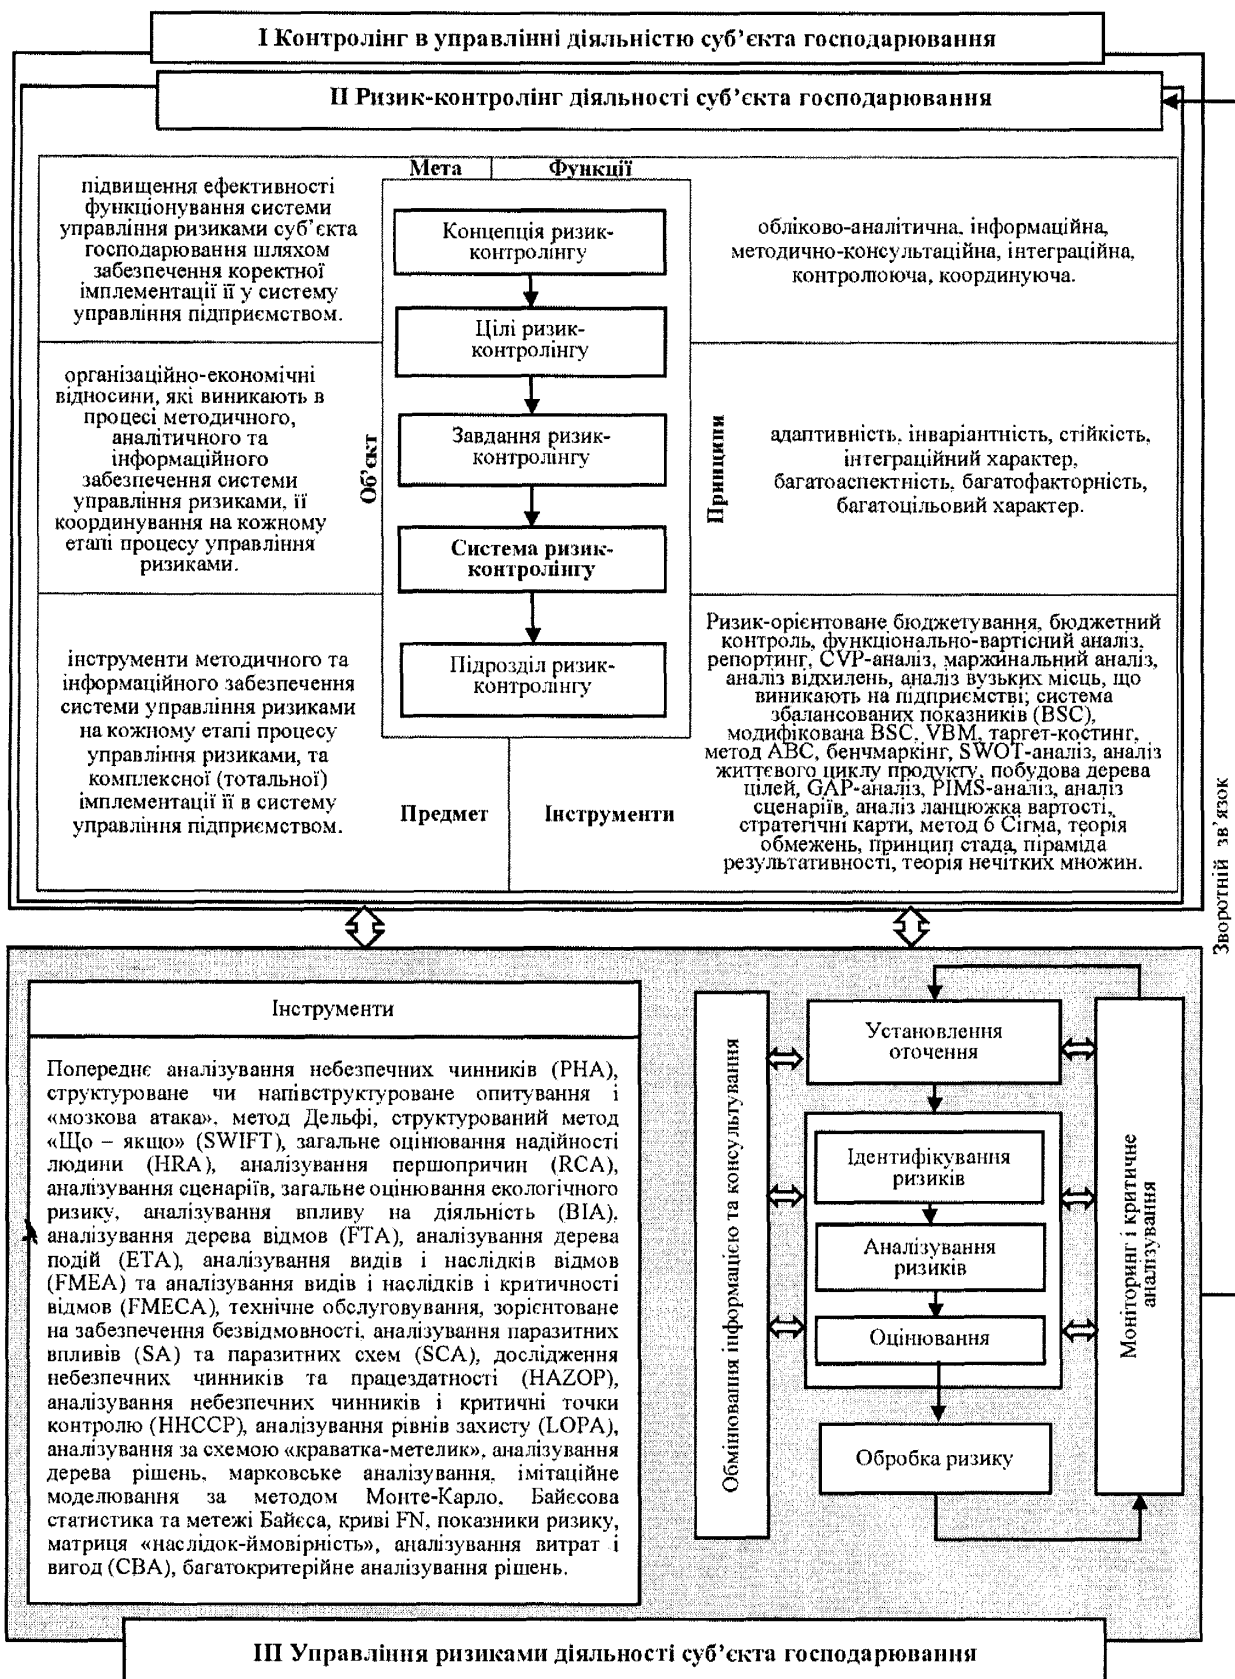 І Контролінг в управлінні діяльністю суб’єкта господарювання
ІІ Ризик-контролінг діяльності суб’єкта господарювання
Мета
Функції
підвищення ефективності
функціонування системи
управління ризиками суб’єкта
господарювання шляхом
забезпечення коректної
імплементації її у систему
управління підприємством.
Концепція ризик-
контролінгу
Цілі ризик-
контролінгу
Завдання ризик-
контролінгу
Система ризик-
контролінгу
Підрозділ ризик-
контролінгу
обліково-аналітична, інформаційна,
методично-консультаційна, інтеграційна,
контролююча, координуюча.
організаційно-економічні
відносини, які виникають в
процесі методичного,
аналітичного та
інформаційного
забезпечення системи
управління ризиками, її
координування на кожному
етапі процесу управління
ризиками.
Об’єкт
Принципи
адаптивність, інваріантність, стійкість,
інтеграційний характер,
багатоаспектність, багатофакторність,
багатоцільовий характер.
інструменти методичного та
інформаційного забезпечення
системи управління ризиками
на кожному етапі процесу
управління ризиками, та
комплексної (тотальної)
імплементації її в систему
управління підприємством.
Предмет
Інструменти
Ризик-орієнтоване бюджетування, бюджетний
контроль, функціонально-вартісний аналіз,
репортинг, CVP-аналіз, маржинальний аналіз,
аналіз відхилень, аналіз вузьких місць, що
виникають на підприємстві; система
збалансованих показників (BSC),
модифікована BSC, VBM, таргет-костинг,
метод АВС, бенчмаркінг, SWOT-аналіз, аналіз
життєвого циклу продукту, побудова дерева
цілей, GAP-аналіз, PIMS-аналіз, аналіз
сценаріїв, аналіз ланцюжка вартості,
стратегічні карти, метод 6 Сігма, теорія
обмежень, принцип стада, піраміда
результативності, теорія нечітких множин.
Зворотній зв’язок
Інструменти
Попереднє аналізування небезпечних чинників (PHA),
структуроване чи напівструктуроване опитування і
«мозкова атака», метод Дельфі, структурований метод
«Що – якщо» (SWIFT), загальне оцінювання надійності
людини (HRA), аналізування першопричин (RCA),
аналізування сценаріїв, загальне оцінювання екологічного
ризику, аналізування впливу на діяльність (BIA),
аналізування дерева відмов (FTA), аналізування дерева
подій (ETA), аналізування видів і наслідків відмов
(FMEA) та аналізування видів і наслідків і критичності
відмов (FMECA), технічне обслуговування, зорієнтоване
на забезпечення безвідмовності, аналізування паразитних
впливів (SA) та паразитних схем (SCA), дослідження
небезпечних чинників та працездатності (HAZOP),
аналізування небезпечних чинників і критичні точки
контролю (HHCCP), аналізування рівнів захисту (LOPA),
аналізування за схемою «краватка-метелик», аналізування
дерева рішень, марковське аналізування, імітаційне
моделювання за методом Монте-Карло, Байєсова
статистика та метежі Байєса, криві FN, показники ризику,
матриця «наслідок-ймовірність», аналізування витрат і
вигод (CBA), багатокритерійне аналізування рішень.
Обмінювання інформацією та консультування
Установлення
оточення
Ідентифікування
ризиків
Аналізування
ризиків
Оцінювання
Обробка ризику
Моніторинг і критичне
аналізування
ІІІ Управління ризиками діяльності суб’єкта господарювання